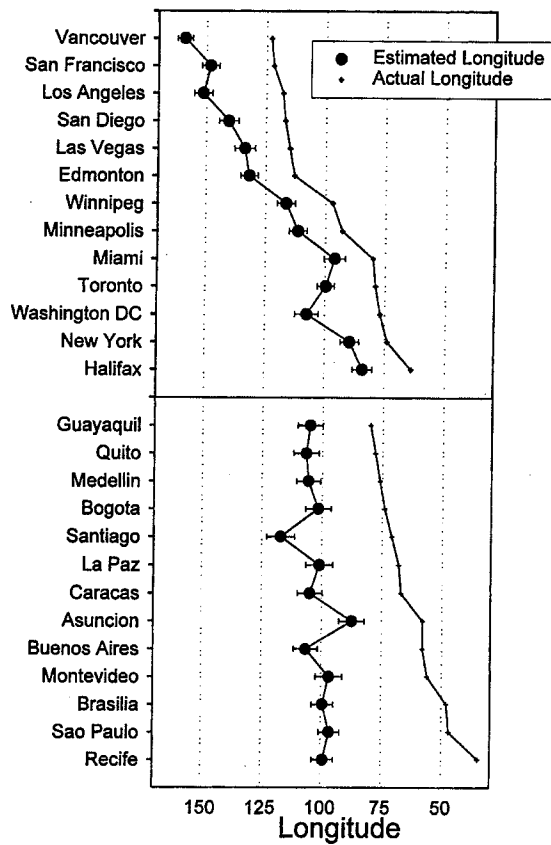 Vancouver
San Francisco
Los Angeles
San Diego
Las Vegas
Edmonton
Winnipeg
Minneapolis
Miami
Toronto
Washington DC
New York
Halifax
Estimated Longitude
Actual Longitude
Guayaquil
Quito
Medellin
Bogota
Santiago
La Paz
Caracas
Asuncion
Buenos Aires
Montevideo
Brasilia
Sao Paulo
Recife
150 125 100 75 50
Longitude